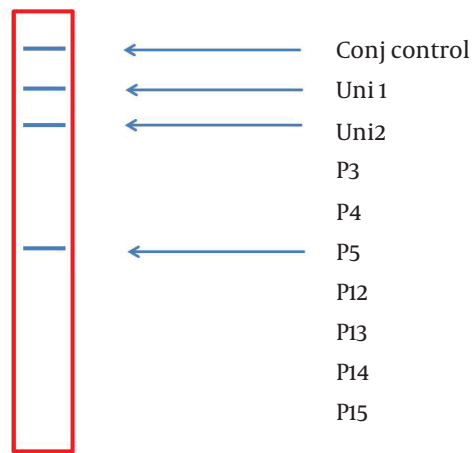 Conj control
Uni 1
Uni2
P3
P4
P5
P12
P13
P14
P15